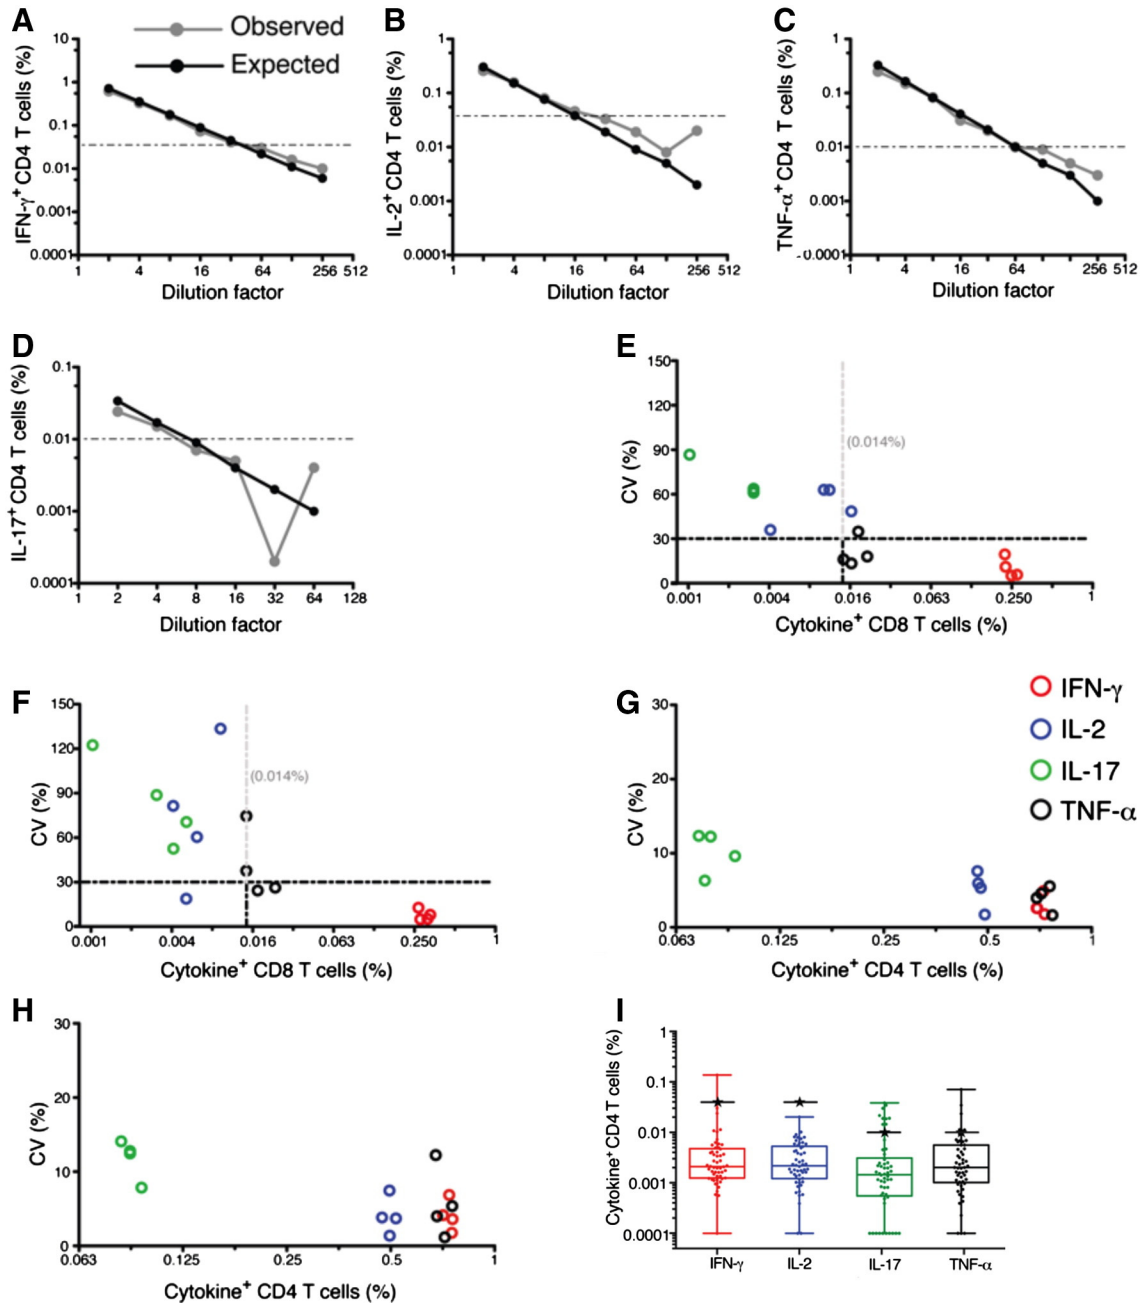 A
Observed
Expected
IFN-γ+ CD4 T cells (%)
10
1
0.1
0.01
0.001
0.0001
1 4 16 64 256 512
Dilution factor
B
IL-2+ CD4 T cells (%)
1
0.1
0.01
0.001
0.0001
1 4 16 64 256 512
Dilution factor
C
TNF-α+ CD4 T cells (%)
1
0.1
0.01
0.001
-0.0001
1 4 16 64 256 512
Dilution factor
D
IL-17+ CD4 T cells (%)
0.1
0.01
0.001
0.0001
1 2 4 8 16 32 64 128
Dilution factor
E
CV (%)
150
120
90
60
30
0
(0.014%)
0.001 0.004 0.016 0.063 0.250 1
Cytokine+ CD8 T cells (%)
F
CV (%)
150
120
90
60
30
0
(0.014%)
0.001 0.004 0.016 0.063 0.250 1
Cytokine+ CD8 T cells (%)
G
CV (%)
30
20
10
0
0.063 0.125 0.25 0.5 1
Cytokine+ CD4 T cells (%)
IFN-γ
IL-2
IL-17
TNF-α
H
CV (%)
30
20
10
0
0.063 0.125 0.25 0.5 1
Cytokine+ CD4 T cells (%)
I
Cytokine+ CD4 T cells (%)
1
0.1
0.01
0.001
0.0001
IFN-γ IL-2 IL-17 TNF-α